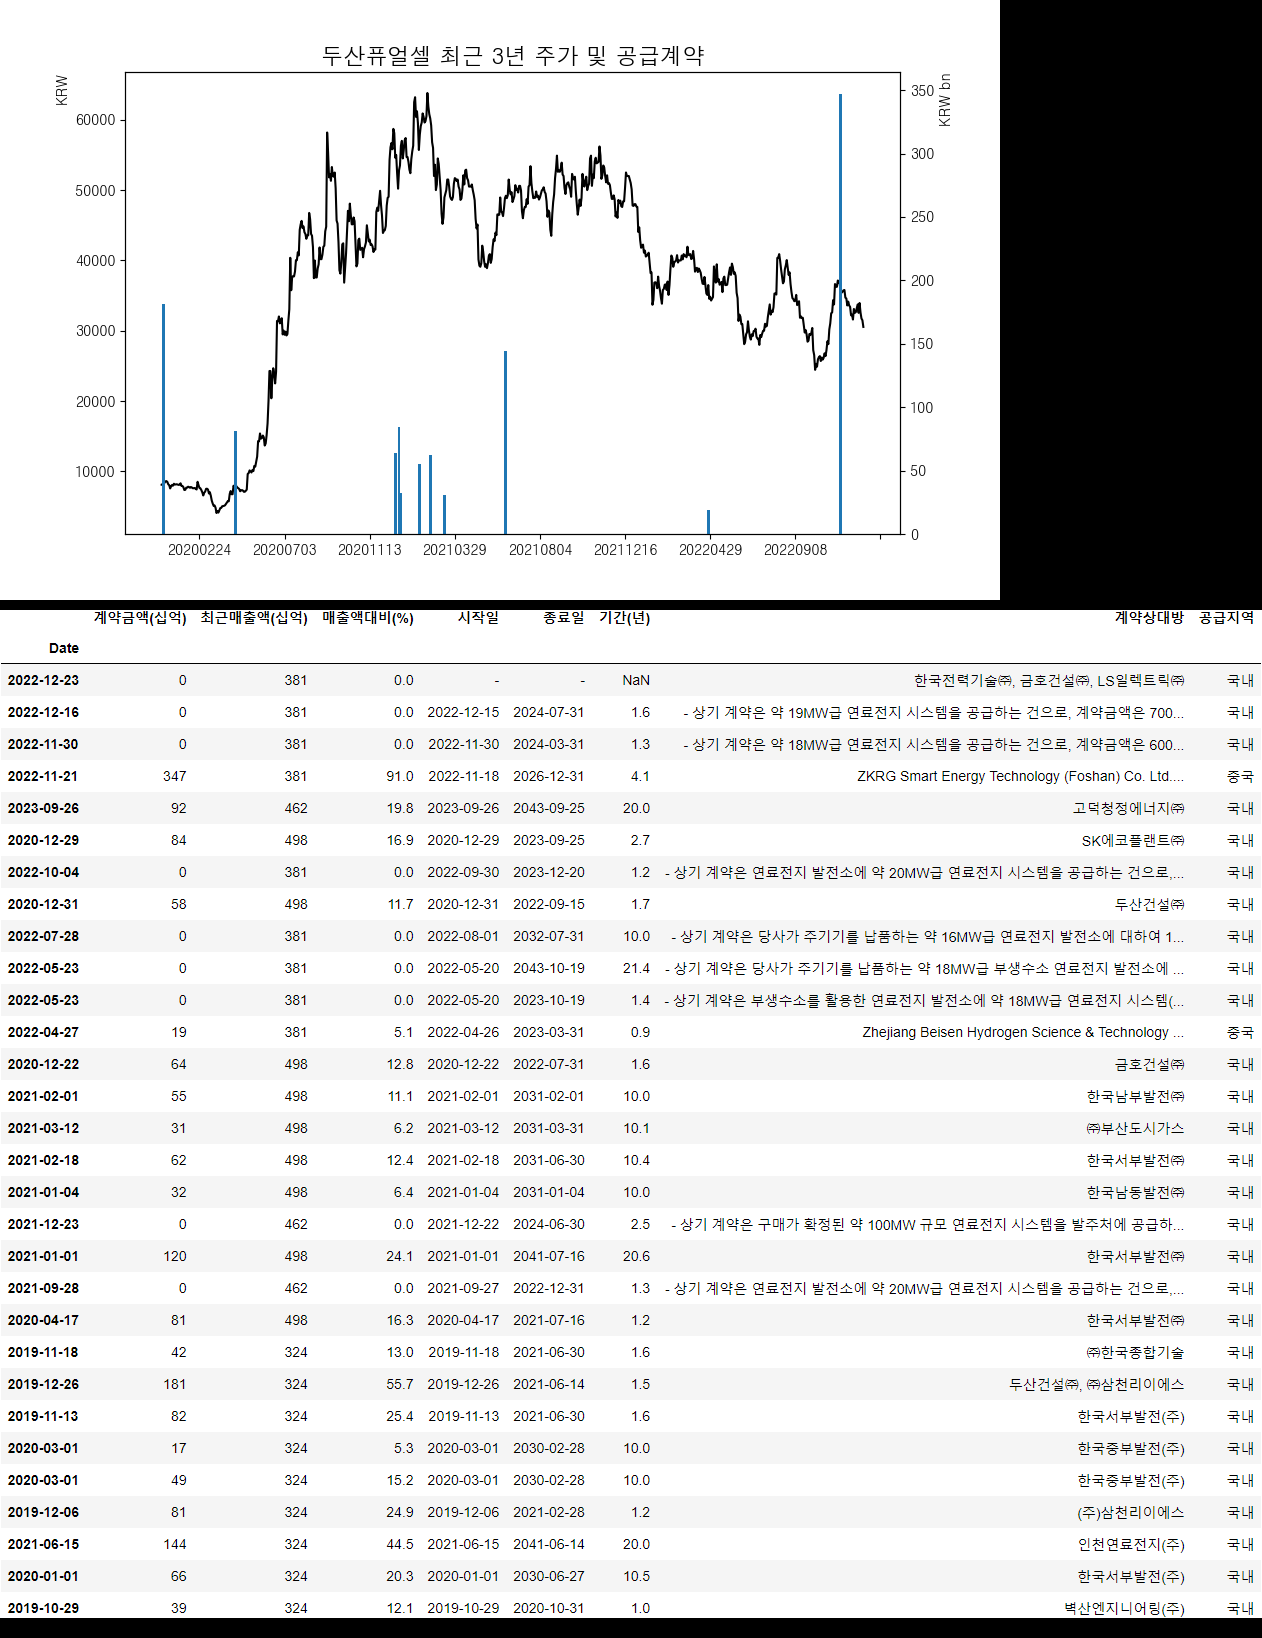 두산퓨얼셀 최근 3년 주가 및 공급계약
KRW
KRW bn
60000
50000
40000
30000
20000
10000
350
300
250
200
150
100
50
0
20200224 20200703 20201113 20210329 20210804 20211216 20220429 20220908
계약금액(십억) 최근매출액(십억) 매출액대비(%) 시작일 종료일 기간(년) 계약상대방 공급지역
Date
2022-12-23 0 381 0.0 - - NaN 한국전력기술㈜, 금호건설㈜, LS일렉트릭㈜ 국내
2022-12-16 0 381 0.0 2022-12-15 2024-07-31 1.6 - 상기 계약은 약 19MW급 연료전지 시스템을 공급하는 건으로, 계약금액은 700... 국내
2022-11-30 0 381 0.0 2022-11-30 2024-03-31 1.3 - 상기 계약은 약 18MW급 연료전지 시스템을 공급하는 건으로, 계약금액은 600... 국내
2022-11-21 347 381 91.0 2022-11-18 2026-12-31 4.1 ZKRG Smart Energy Technology (Foshan) Co. Ltd.... 중국
2023-09-26 92 462 19.8 2023-09-26 2043-09-25 20.0 고덕청정에너지㈜ 국내
2020-12-29 84 498 16.9 2020-12-29 2023-09-25 2.7 SK에코플랜트㈜ 국내
2022-10-04 0 381 0.0 2022-09-30 2023-12-20 1.2 - 상기 계약은 연료전지 발전소에 약 20MW급 연료전지 시스템을 공급하는 건으로,... 국내
2020-12-31 58 498 11.7 2020-12-31 2022-09-15 1.7 두산건설㈜ 국내
2022-07-28 0 381 0.0 2022-08-01 2032-07-31 10.0 - 상기 계약은 당사가 주기기를 납품하는 약 16MW급 연료전지 발전소에 대하여 1... 국내
2022-05-23 0 381 0.0 2022-05-20 2043-10-19 21.4 - 상기 계약은 당사가 주기기를 납품하는 약 18MW급 부생수소 연료전지 발전소에 ... 국내
2022-05-23 0 381 0.0 2022-05-20 2023-10-19 1.4 - 상기 계약은 부생수소를 활용한 연료전지 발전소에 약 18MW급 연료전지 시스템(... 국내
2022-04-27 19 381 5.1 2022-04-26 2023-03-31 0.9 Zhejiang Beisen Hydrogen Science & Technology ... 중국
2020-12-22 64 498 12.8 2020-12-22 2022-07-31 1.6 금호건설㈜ 국내
2021-02-01 55 498 11.1 2021-02-01 2031-02-01 10.0 한국남부발전㈜ 국내
2021-03-12 31 498 6.2 2021-03-12 2031-03-31 10.1 ㈜부산도시가스 국내
2021-02-18 62 498 12.4 2021-02-18 2031-06-30 10.4 한국서부발전㈜ 국내
2021-01-04 32 498 6.4 2021-01-04 2031-01-04 10.0 한국남동발전㈜ 국내
2021-12-23 0 462 0.0 2021-12-22 2024-06-30 2.5 - 상기 계약은 구매가 확정된 약 100MW 규모 연료전지 시스템을 발주처에 공급하... 국내
2021-01-01 120 498 24.1 2021-01-01 2041-07-16 20.6 한국서부발전㈜ 국내
2021-09-28 0 462 0.0 2021-09-27 2022-12-31 1.3 - 상기 계약은 연료전지 발전소에 약 20MW급 연료전지 시스템을 공급하는 건으로,... 국내
2020-04-17 81 498 16.3 2020-04-17 2021-07-16 1.2 한국서부발전㈜ 국내
2019-11-18 42 324 13.0 2019-11-18 2021-06-30 1.6 ㈜한국종합기술 국내
2019-12-26 181 324 55.7 2019-12-26 2021-06-14 1.5 두산건설㈜, ㈜삼천리이에스 국내
2019-11-13 82 324 25.4 2019-11-13 2021-06-30 1.6 한국서부발전(주) 국내
2020-03-01 17 324 5.3 2020-03-01 2030-02-28 10.0 한국중부발전(주) 국내
2020-03-01 49 324 15.2 2020-03-01 2030-02-28 10.0 한국중부발전(주) 국내
2019-12-06 81 324 24.9 2019-12-06 2021-02-28 1.2 (주)삼천리이에스 국내
2021-06-15 144 324 44.5 2021-06-15 2041-06-14 20.0 인천연료전지(주) 국내
2020-01-01 66 324 20.3 2020-01-01 2030-06-27 10.5 한국서부발전(주) 국내
2019-10-29 39 324 12.1 2019-10-29 2020-10-31 1.0 벽산엔지니어링(주) 국내